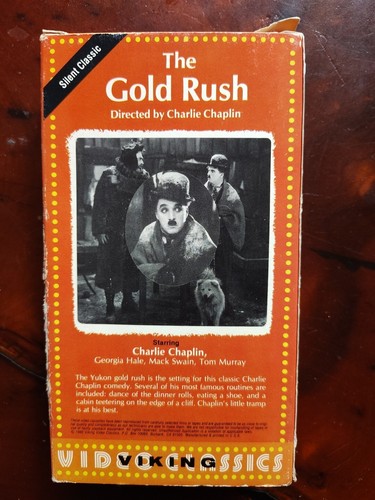 Silent Classic
The
Gold Rush
Directed by Charlie Chaplin
Starring
Charlie Chaplin,
Georgia Hale, Mack Swain, Tom Murray
The Yukon gold rush is the setting for this classic Charlie
Chaplin comedy. Several of his most famous routines are
included: dance of the dinner rolls, eating a shoe, and a
cabin teetering on the edge of a cliff. Chaplin's little tramp
is at his best.
VID VIKING SSICS